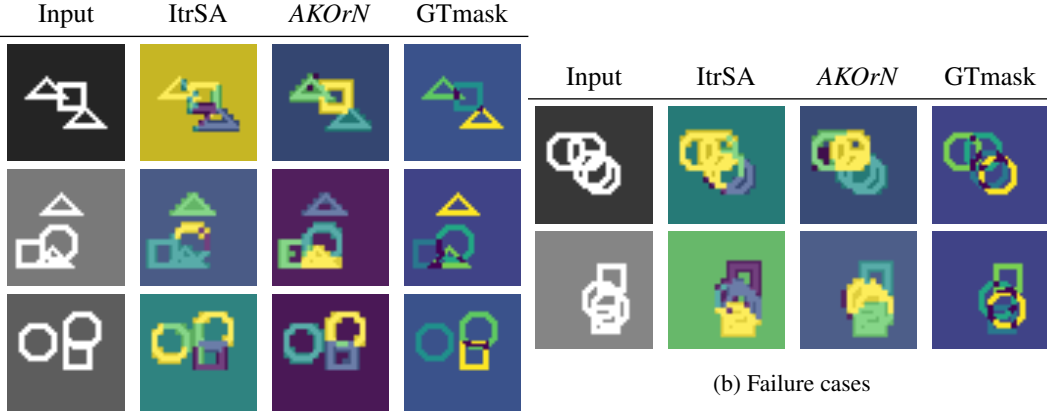 Input ItrSA AKOrN GTmask
Input ItrSA AKOrN GTmask
(b) Failure cases